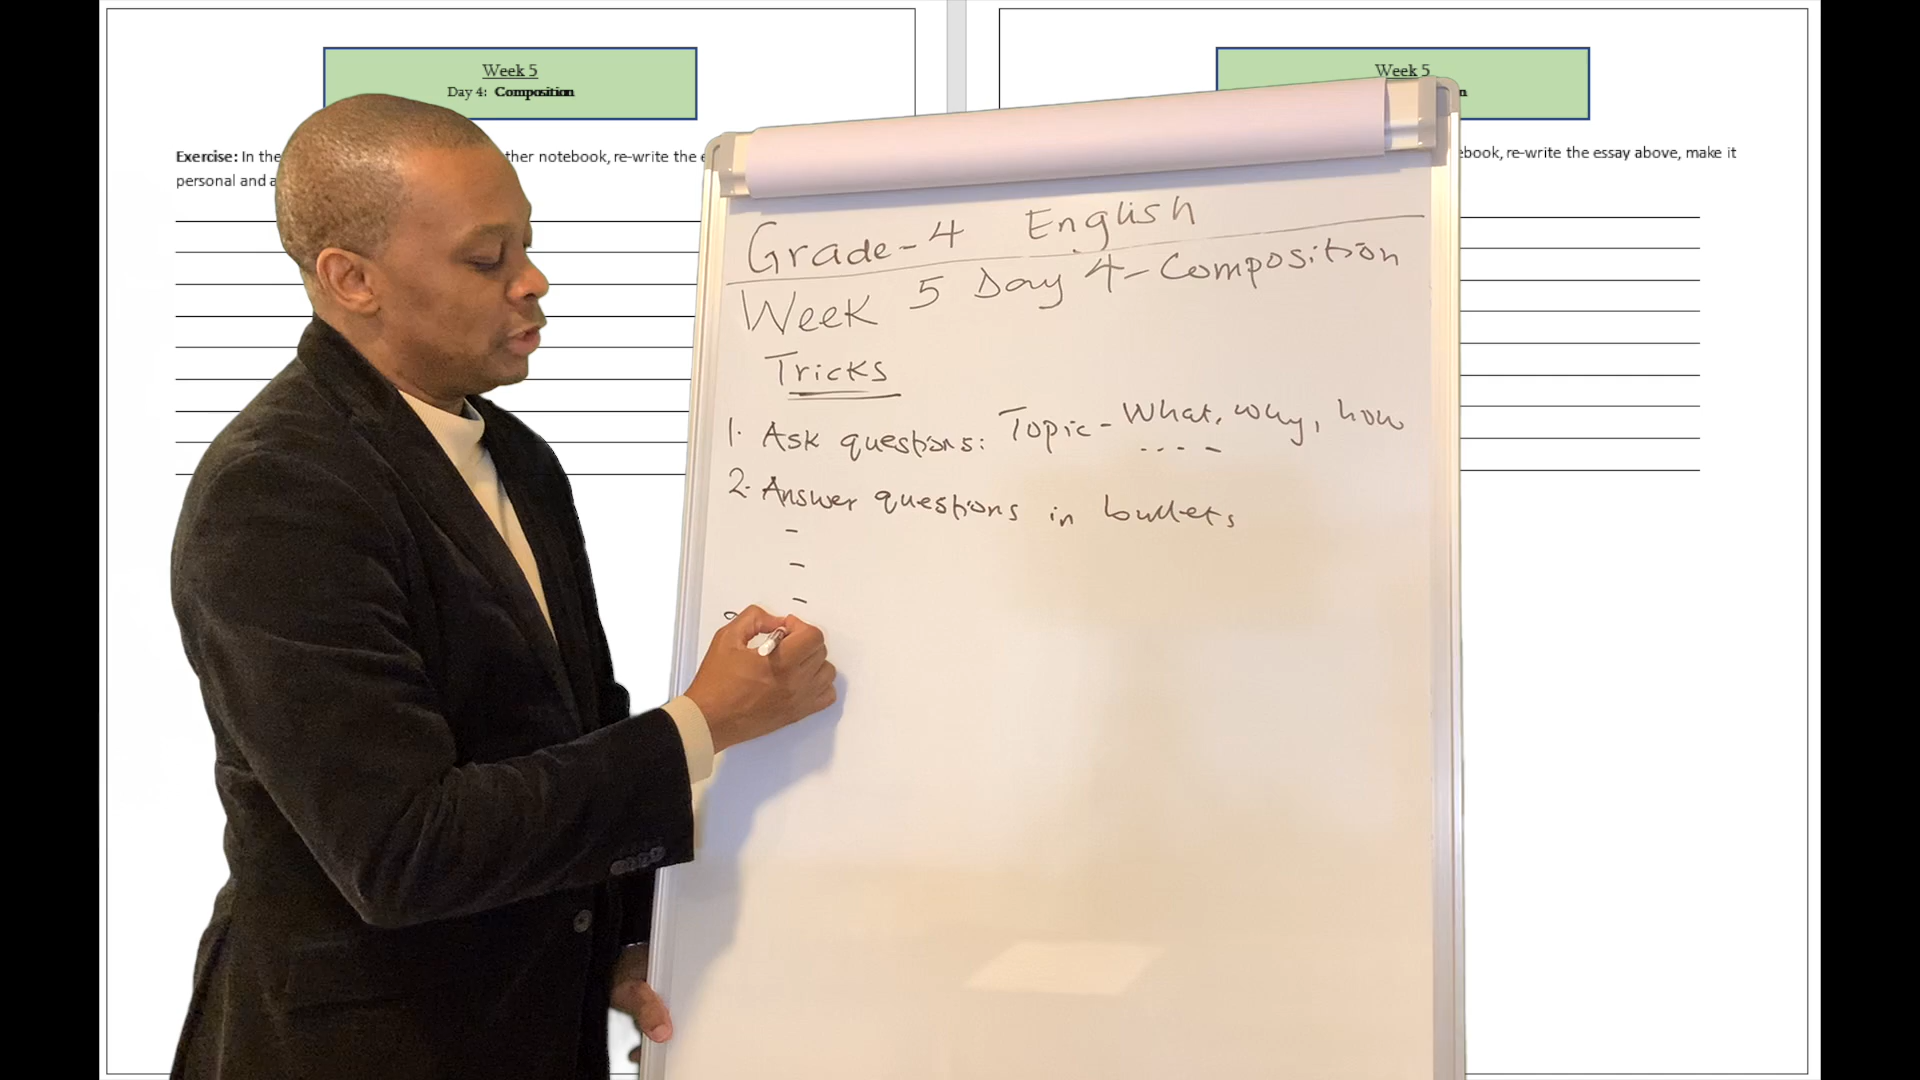 Week 5
Day 4: Composition
Exercise: In the
ther notebook, re-write the e
personal and a
Week 5
n
ebook, re-write the essay above, make it
Grade-4 English
Week 5 Day 4-Composition
Tricks
1. Ask questions: Topic - What, why, how
....-
2. Answer questions in bullets
-
-
-